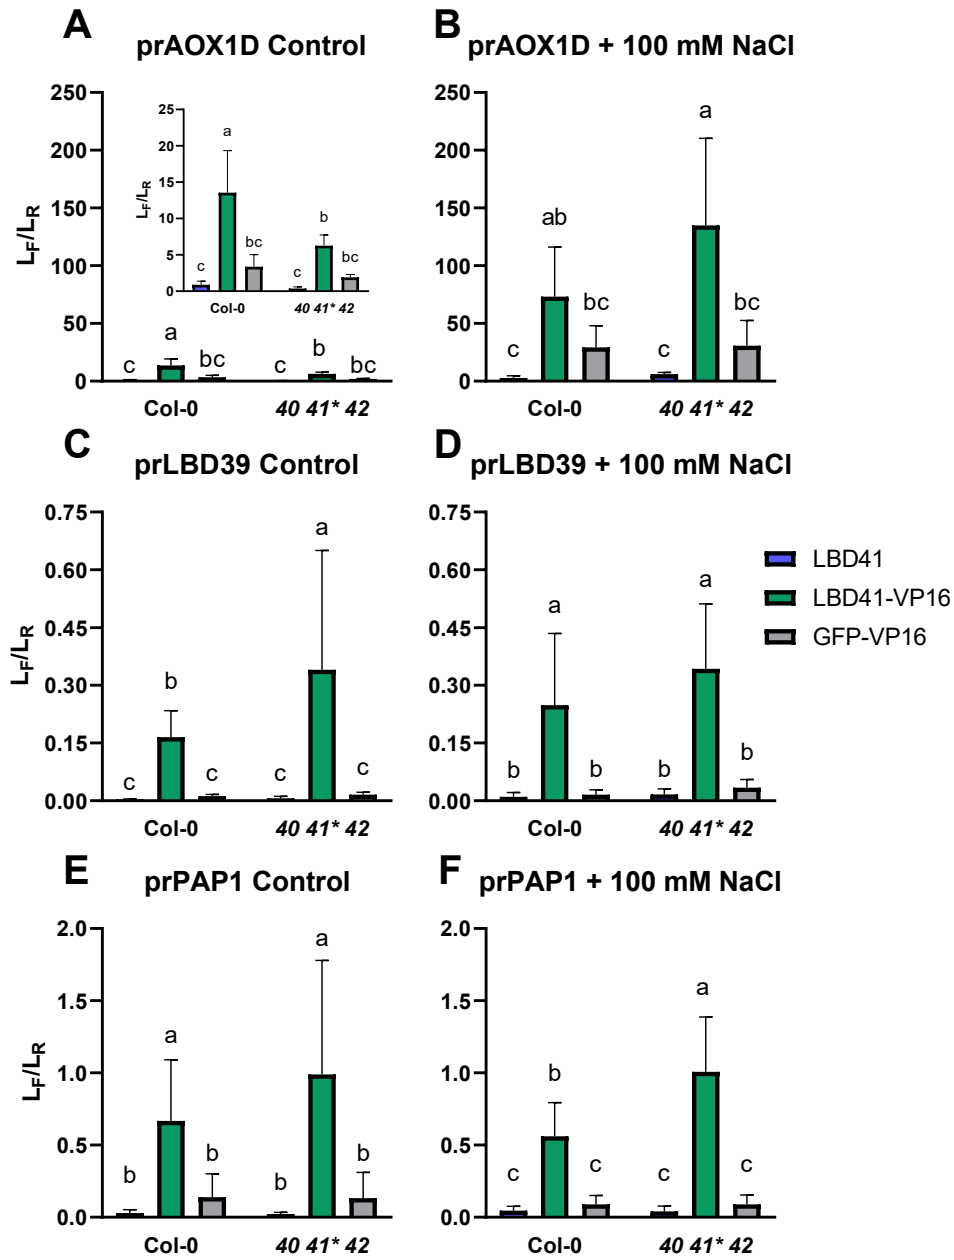 A
prAOX1D Control
250
200
150
100
50
0
LF/LR
25
20
15
10
5
0
LF/LR
c
a
bc
c
b
bc
Col-0
40 41* 42
c
a
bc
c
b
bc
Col-0
40 41* 42
B
prAOX1D + 100 mM NaCl
250
200
150
100
50
0
c
ab
bc
c
a
bc
Col-0
40 41* 42
C
prLBD39 Control
0.75
0.60
0.45
0.30
0.15
0.00
LF/LR
c
b
c
c
a
c
Col-0
40 41* 42
D
prLBD39 + 100 mM NaCl
0.75
0.60
0.45
0.30
0.15
0.00
b
a
b
b
a
b
Col-0
40 41* 42
LBD41
LBD41-VP16
GFP-VP16
E
prPAP1 Control
2.0
1.5
1.0
0.5
0.0
LF/LR
b
a
b
b
a
b
Col-0
40 41* 42
F
prPAP1 + 100 mM NaCl
2.0
1.5
1.0
0.5
0.0
c
b
c
c
a
c
Col-0
40 41* 42